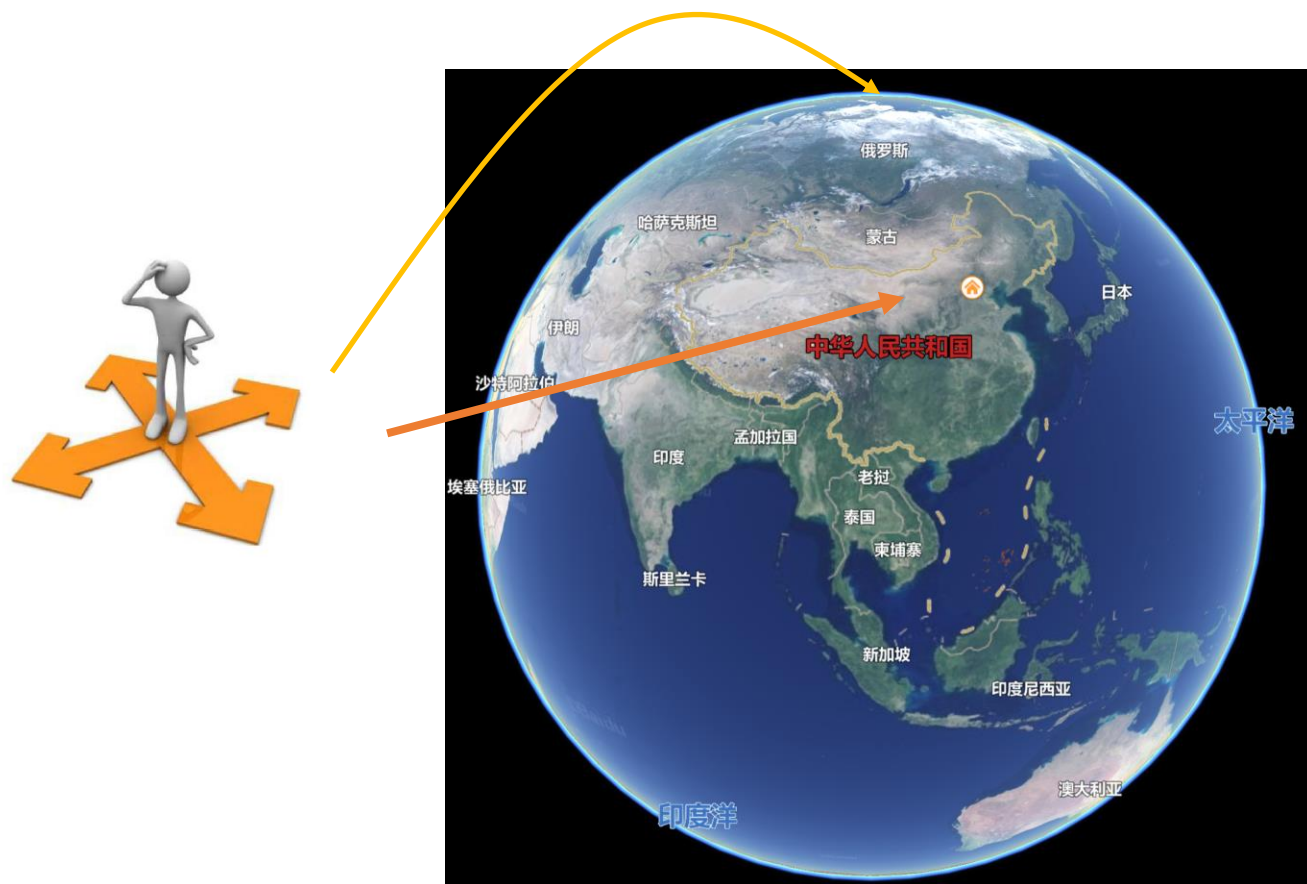 俄罗斯
哈萨克斯坦
蒙古
日本
伊朗
中华人民共和国
沙特阿拉伯
太平洋
孟加拉国
印度
老挝
埃塞俄比亚
泰国
柬埔寨
斯里兰卡
新加坡
印度尼西亚
澳大利亚
印度洋